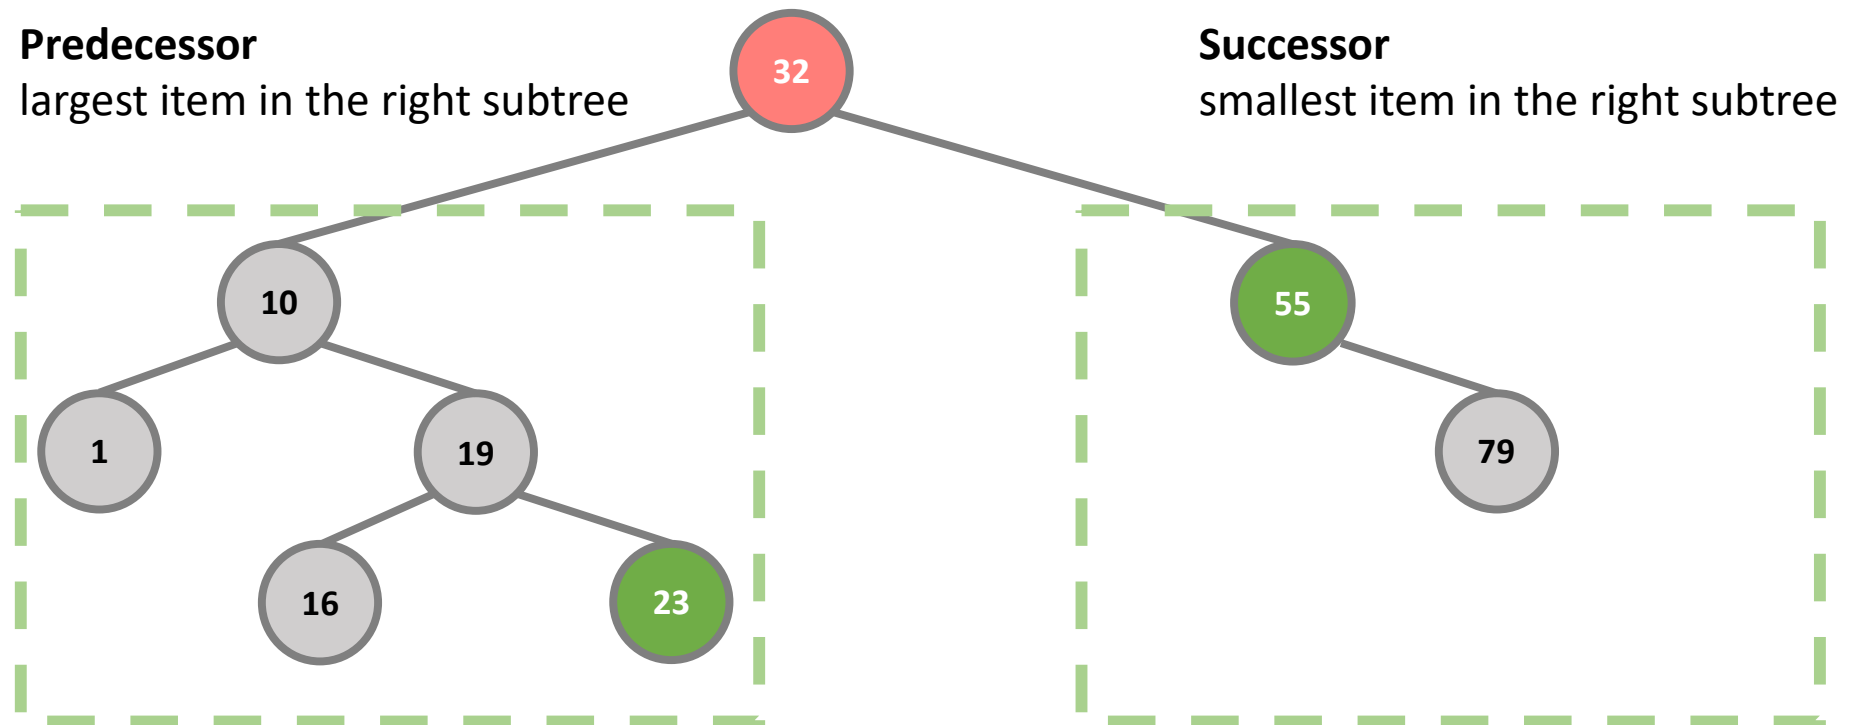 Predecessor
largest item in the right subtree
Successor
smallest item in the right subtree
32
10
55
1
19
79
16
23